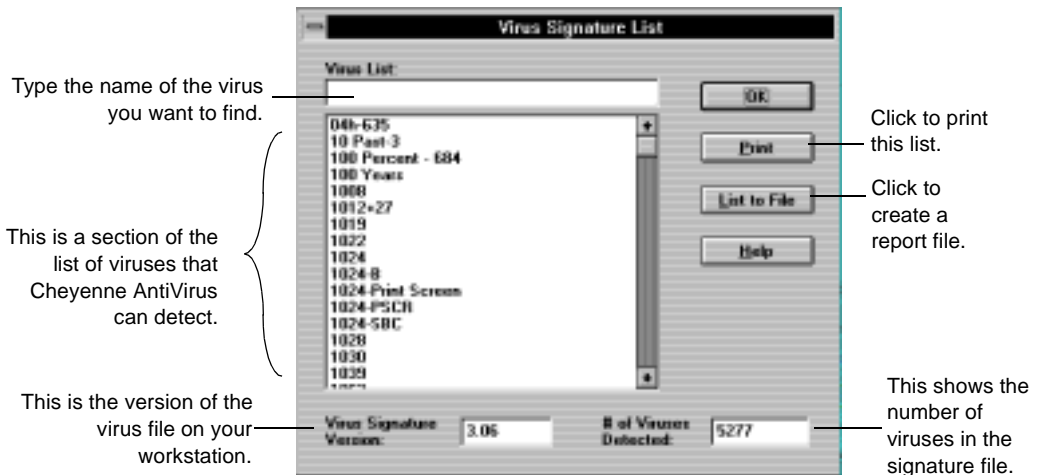 Virus Signature List
Type the name of the virus
you want to find.
Virus List:
OK
Print
List to File
Help
Click to print
this list.
Click to
create a
report file.
This is a section of the
list of viruses that
Cheyenne AntiVirus
can detect.
04h-635
10 Past-3
100 Percent - 684
100 Years
1008
1012+27
1019
1022
1024
1024-B
1024-Print Screen
1024-PSCR
1024-SBC
1028
1030
1039
This is the version of the
virus file on your
workstation.
Virus Signature
Version:
3.06
# of Viruses
Detected:
5277
This shows the
number of
viruses in the
signature file.